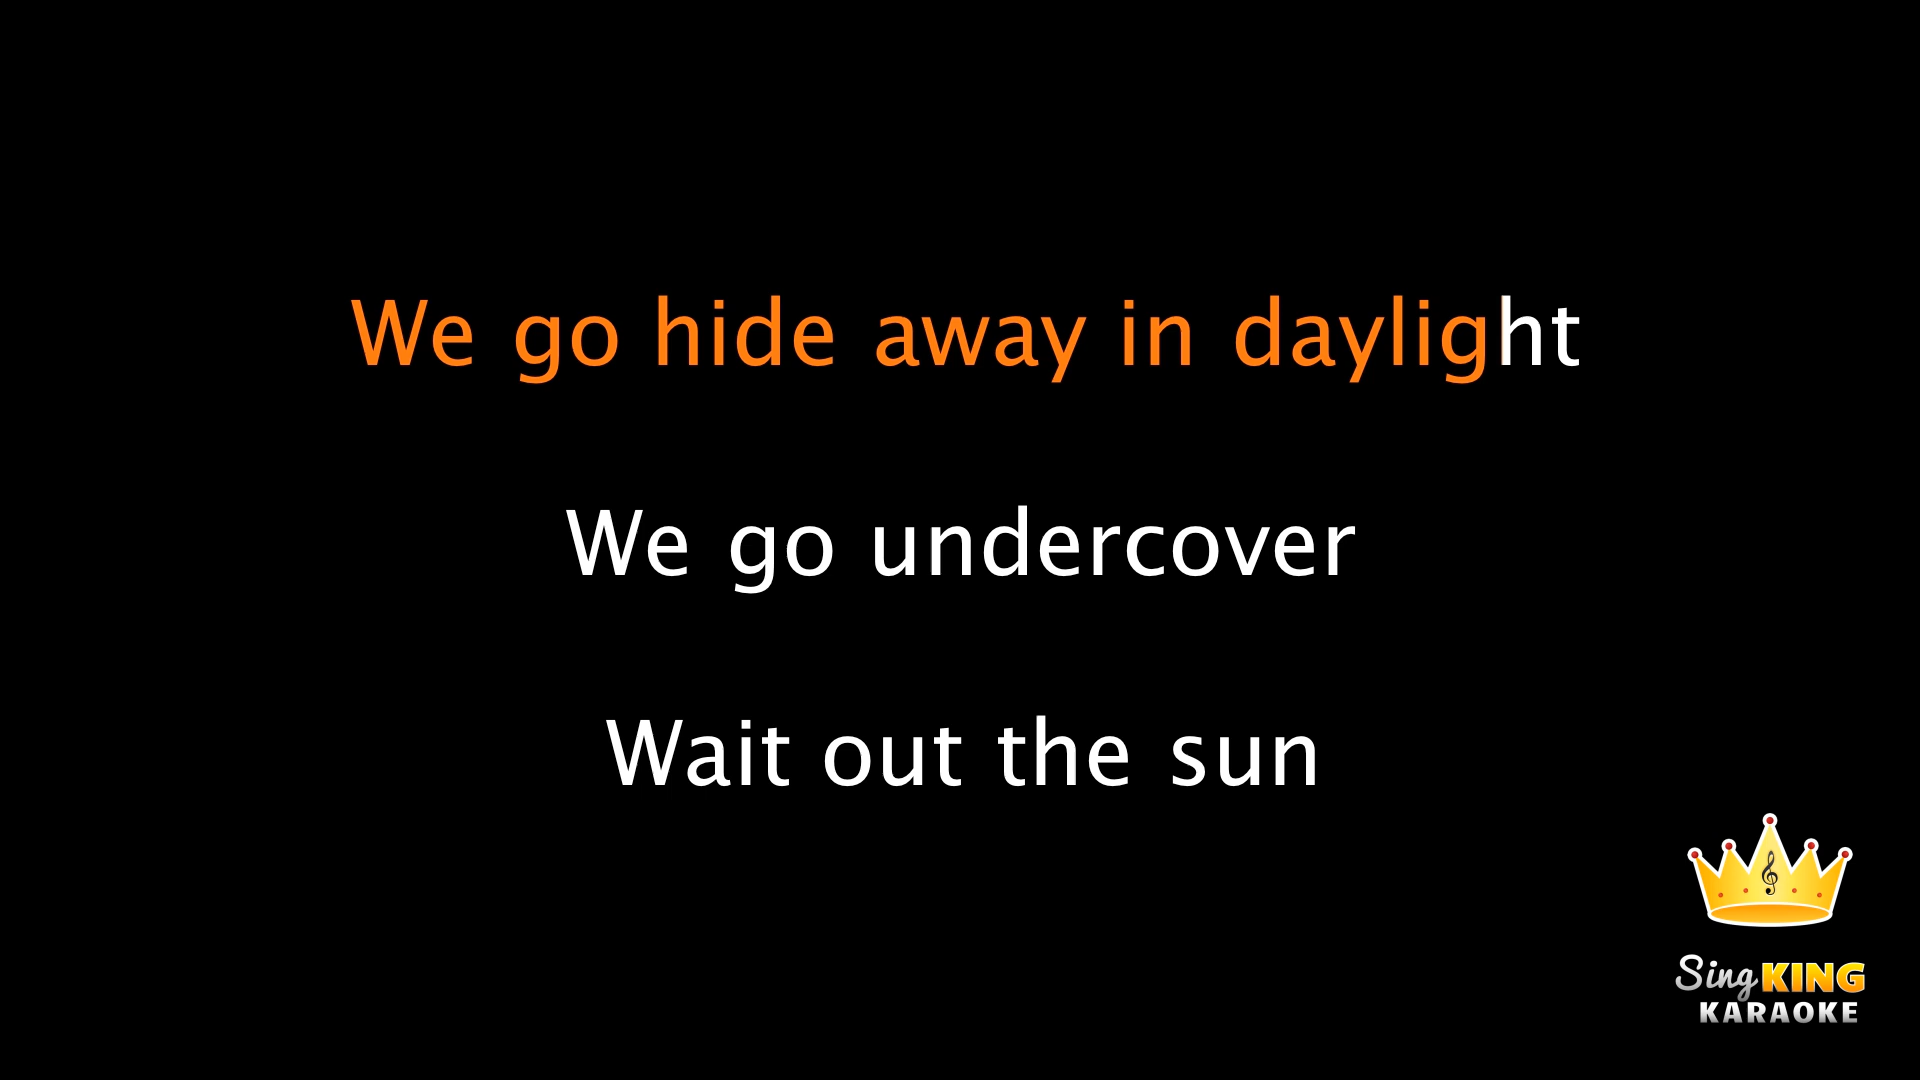 We go hide away in daylight
We go undercover
Wait out the sun
Sing KING
KARAOKE